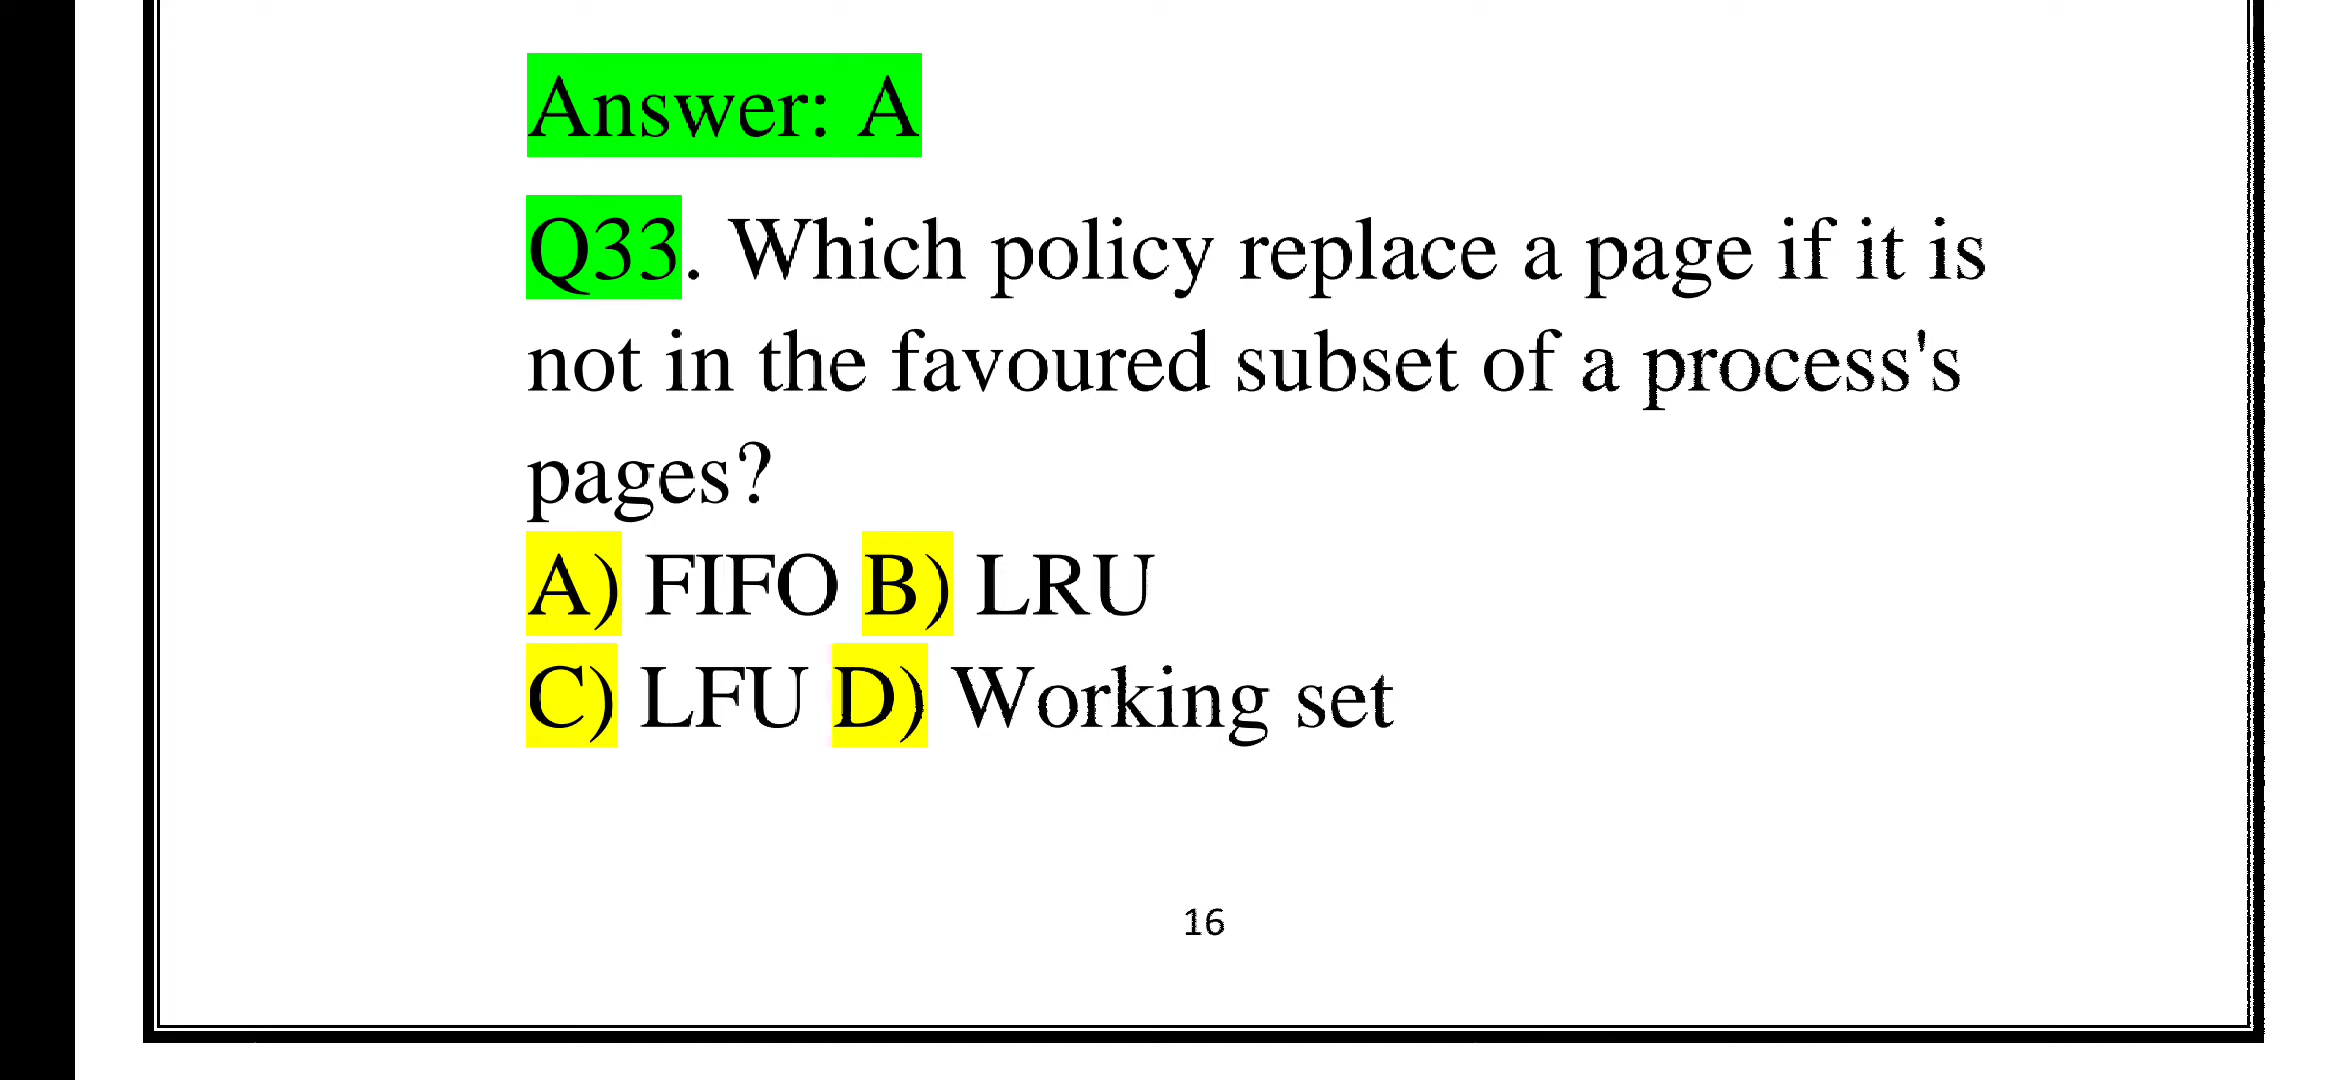 Answer: A
Q33. Which policy replace a page if it is
not in the favoured subset of a process's
pages?
A) FIFO B) LRU
C) LFU D) Working set
16